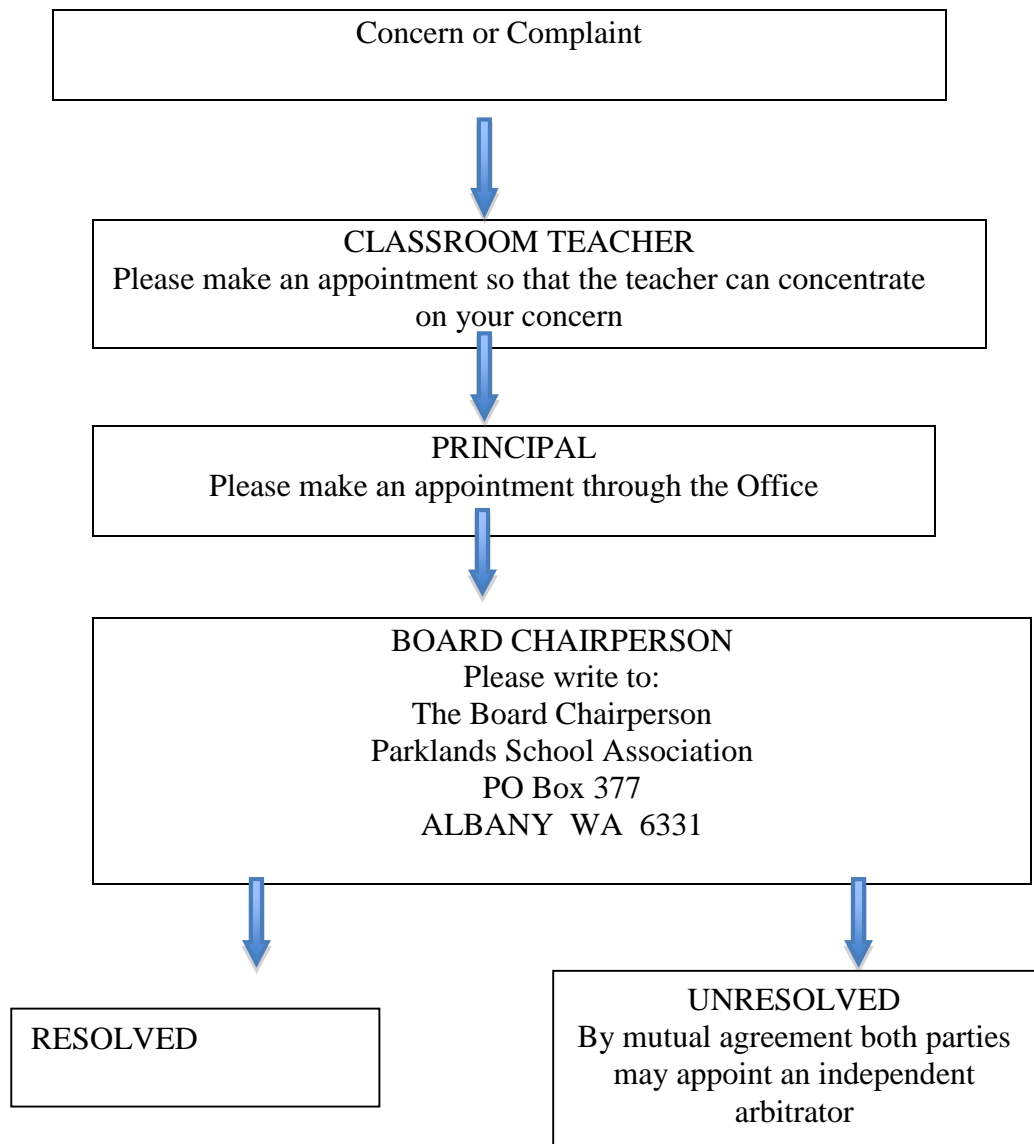 Concern or Complaint
CLASSROOM TEACHER
Please make an appointment so that the teacher can concentrate
on your concern
PRINCIPAL
Please make an appointment through the Office
BOARD CHAIRPERSON
Please write to:
The Board Chairperson
Parklands School Association
PO Box 377
ALBANY  WA  6331
RESOLVED
UNRESOLVED
By mutual agreement both parties
may appoint an independent
arbitrator